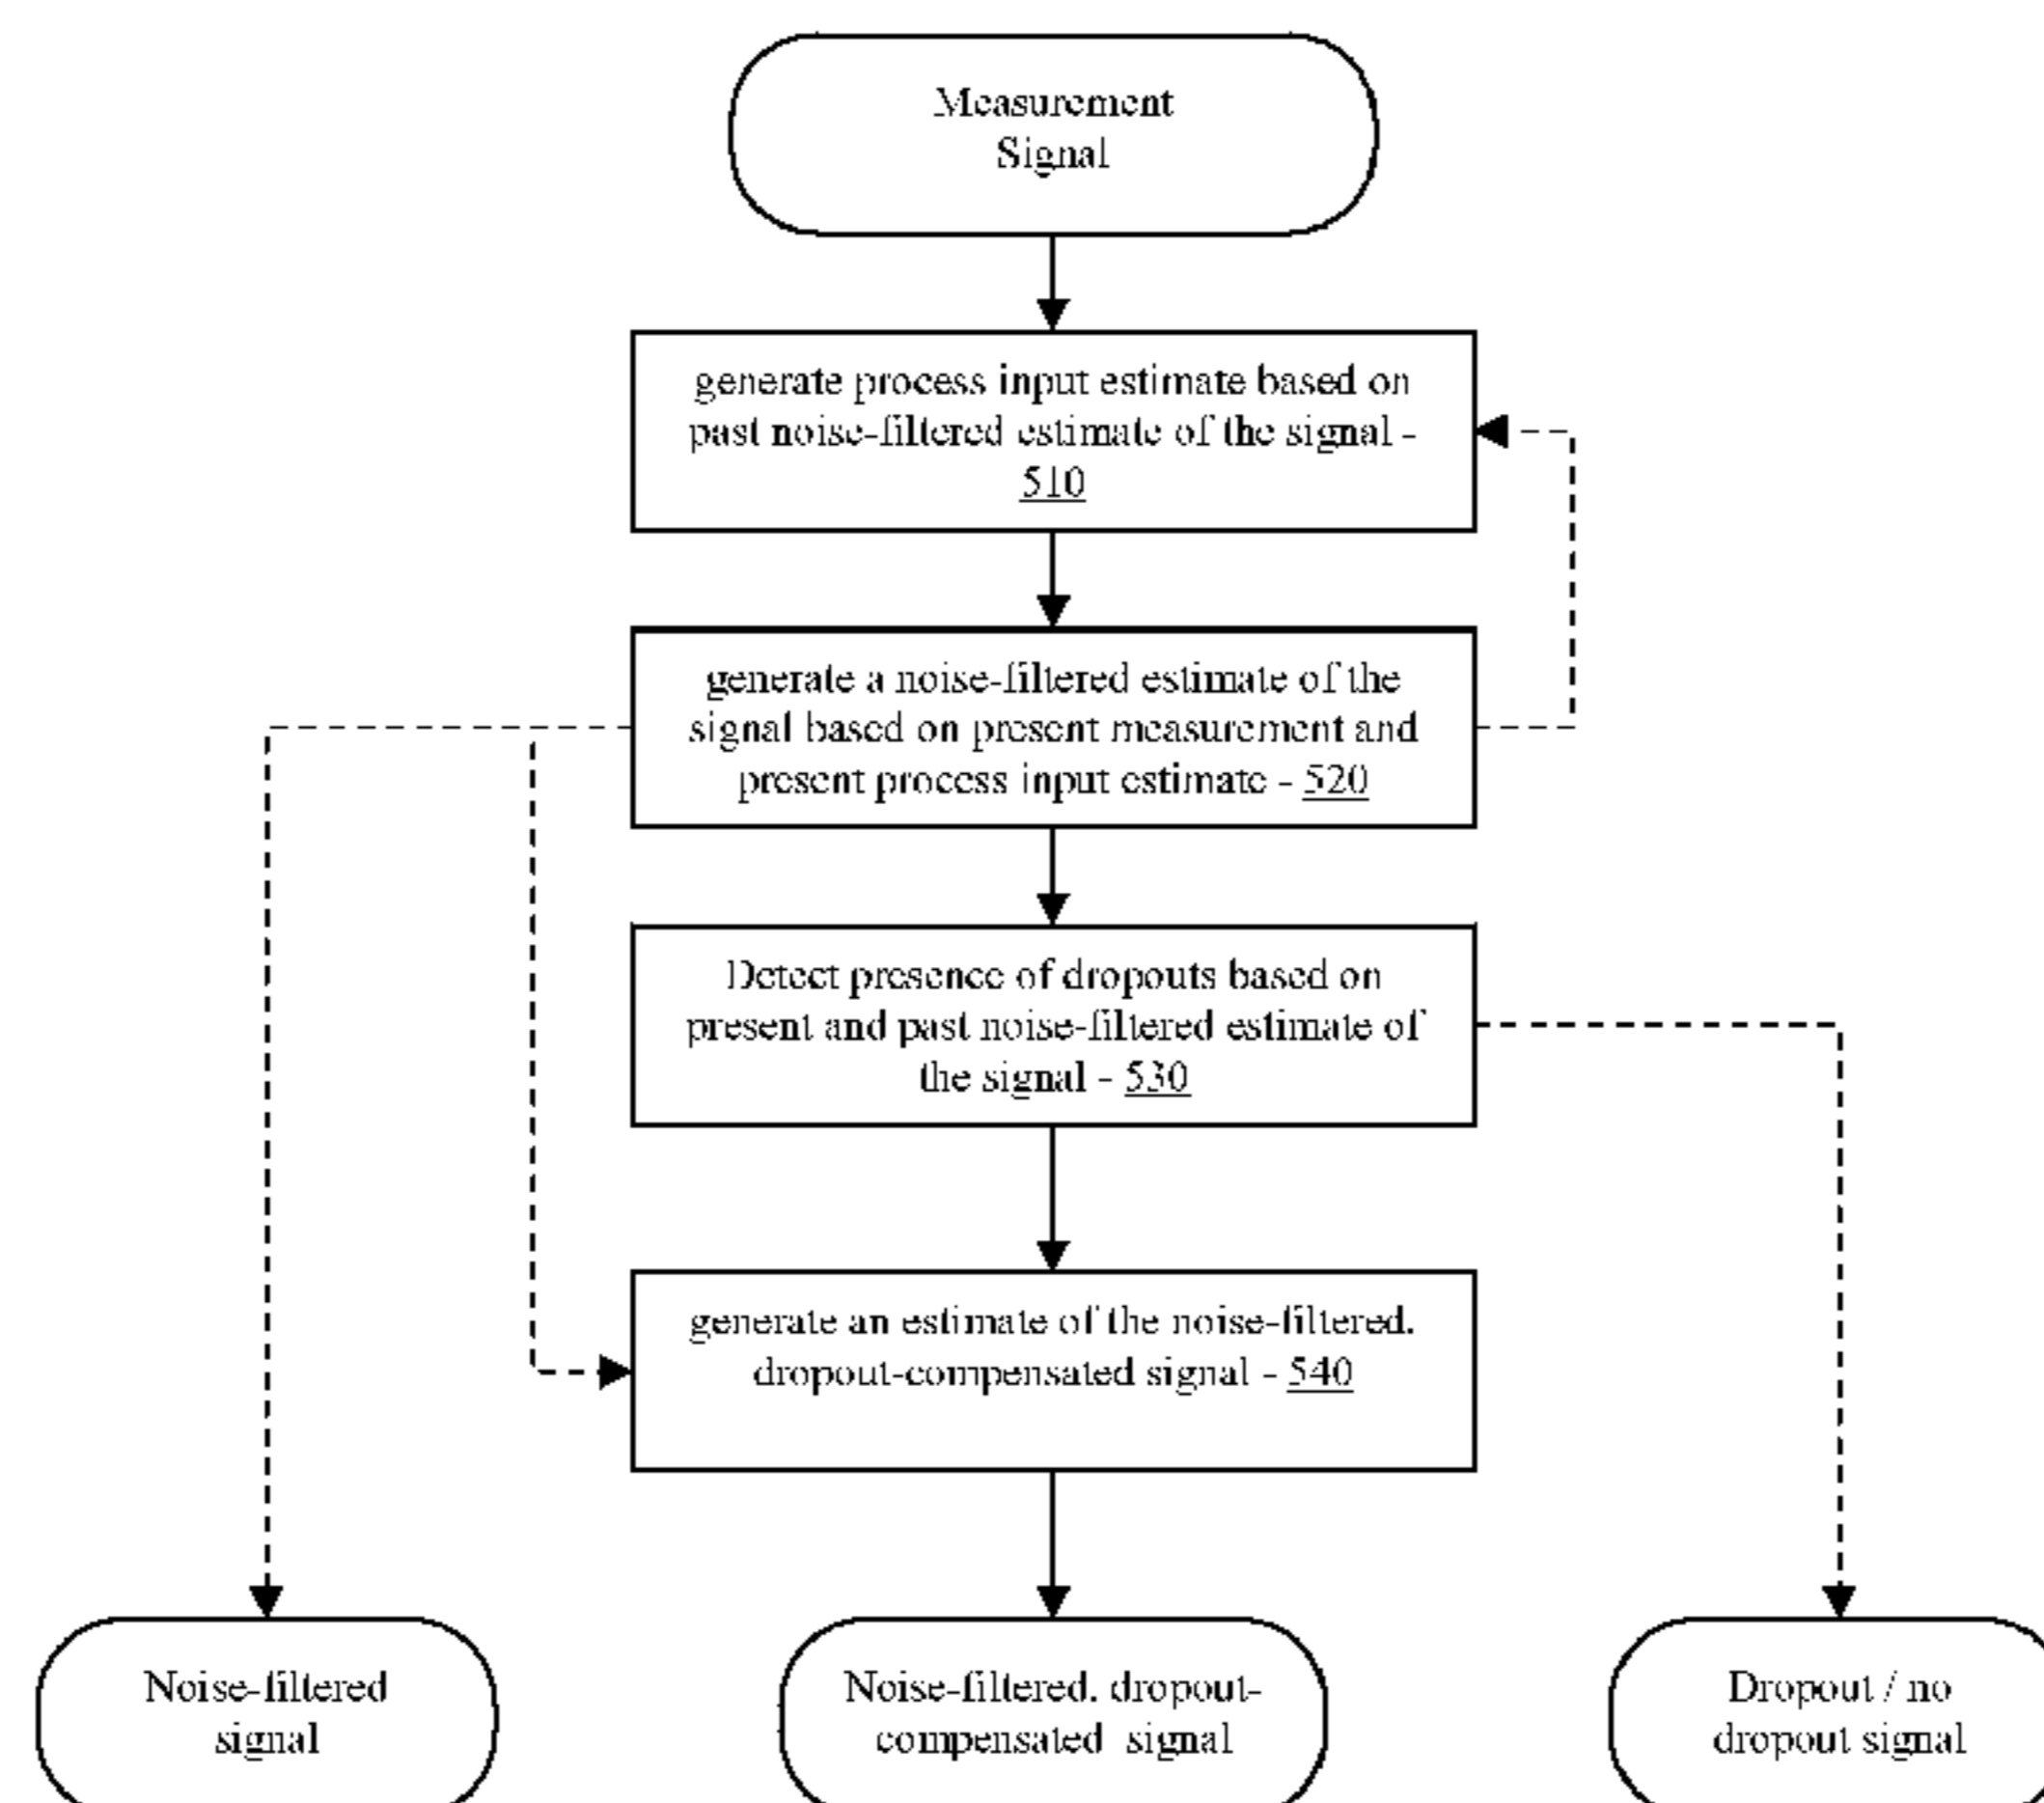 Measurement
Signal
generate process input estimate based on
past noise-filtered estimate of the signal -
510
generate a noise-filtered estimate of the
signal based on present measurement and
present process input estimate - 520
Detect presence of dropouts based on
present and past noise-filtered estimate of
the signal - 530
generate an estimate of the noise-filtered.
dropout-compensated signal - 540
Noise-filtered
signal
Noise-filtered. dropout-
compensated signal
Dropout / no
dropout signal